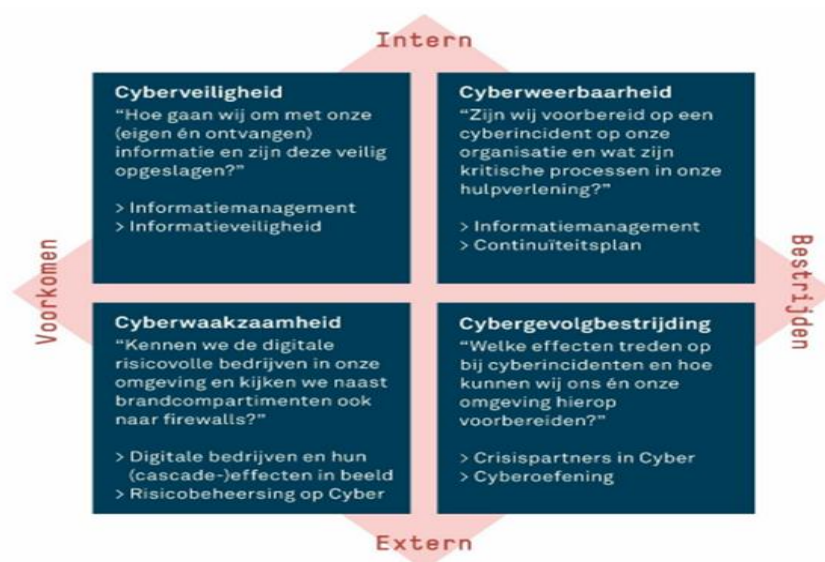 Intern
Cyberveiligheid
“Hoe gaan wij om met onze
(eigen én ontvangen)
informatie en zijn deze veilig
opgeslagen?”
> Informatiemanagement
> Informatieveiligheid
Cyberweerbaarheid
“Zijn wij voorbereid op een
cyberincident op onze
organisatie en wat zijn
kritische processen in onze
hulpverlening?”
> Informatiemanagement
> Continuïteitsplan
Voorkomen
Bestrijden
Cyberwaakzaamheid
“Kennen we de digitale
risicovolle bedrijven in onze
omgeving en kijken we naast
brandcompartimenten ook
naar firewalls?”
> Digitale bedrijven en hun
(cascade-)effecten in beeld
> Risicobeheersing op Cyber
Cybergevolgbestrijding
“Welke effecten treden op
bij cyberincidenten en hoe
kunnen wij ons én onze
omgeving hierop
voorbereiden?”
> Crisispartners in Cyber
> Cyberoefening
Extern